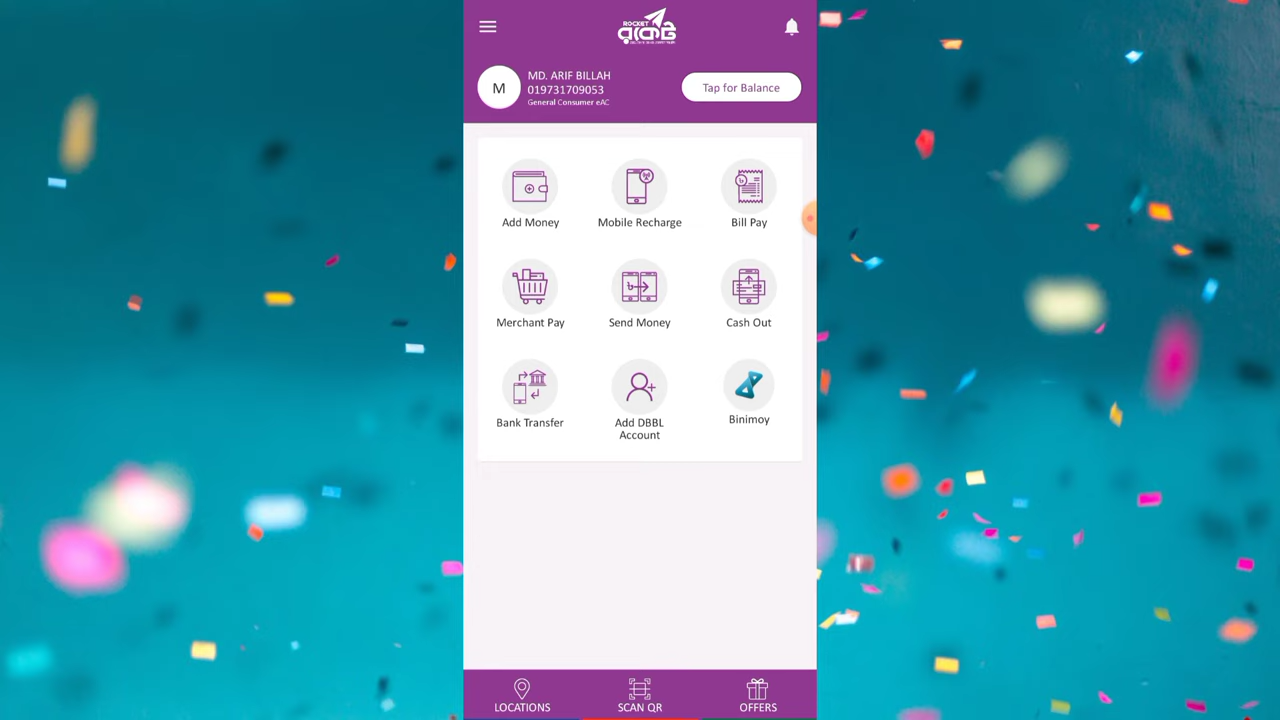 ROCKET
রকেট
MD. ARIF BILLAH
M
019731709053
General Consumer eAC
Tap for Balance
Add Money
Mobile Recharge
Bill Pay
Merchant Pay
Send Money
Cash Out
Bank Transfer
Add DBBL
Account
Binimoy
LOCATIONS
SCAN QR
OFFERS